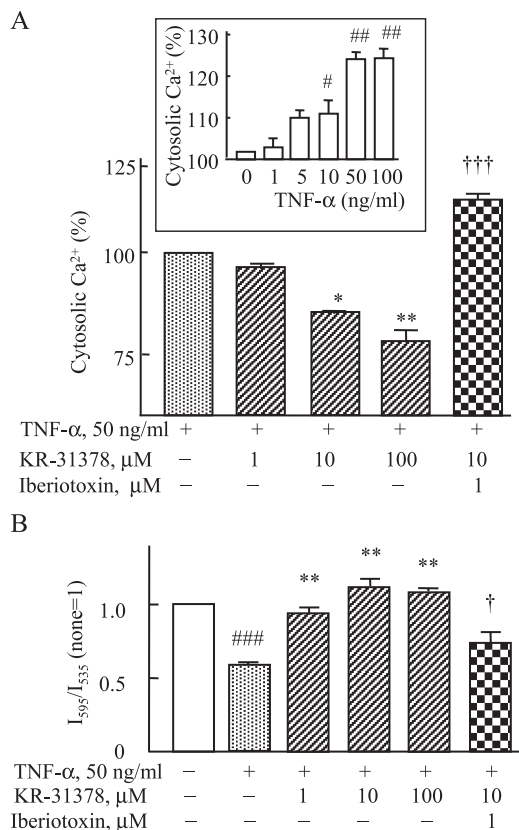 A
Cytosolic Ca²⁺ (%)
130
120
110
100
# ## ##
0 1 5 10 50 100
TNF-α (ng/ml)
Cytosolic Ca²⁺ (%)
125
100
75
* ** †††
TNF-α, 50 ng/ml + + + + +
KR-31378, μM – 1 10 100 10
Iberiotoxin, μM – – – – 1
B
I₅₉₅/I₅₃₅ (none=1)
1.0
0.5
0
### ** ** ** †
TNF-α, 50 ng/ml – + + + + +
KR-31378, μM – – 1 10 100 10
Iberiotoxin, μM – – – – – 1